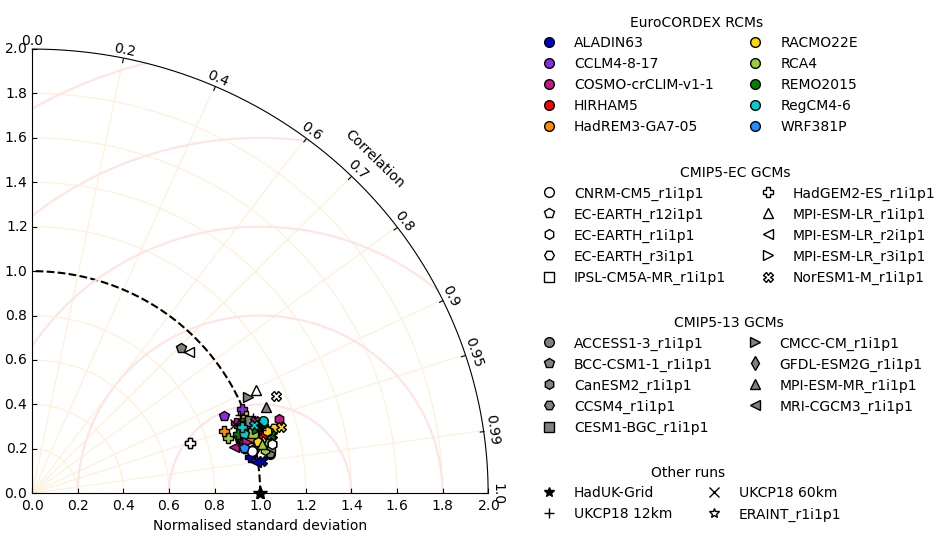 EuroCORDEX RCMs
ALADIN63 RACMO22E
CCLM4-8-17 RCA4
COSMO-crCLIM-v1-1 REMO2015
HIRHAM5 RegCM4-6
HadREM3-GA7-05 WRF381P
CMIP5-EC GCMs
CNRM-CM5_r1i1p1 HadGEM2-ES_r1i1p1
EC-EARTH_r12i1p1 MPI-ESM-LR_r1i1p1
EC-EARTH_r1i1p1 MPI-ESM-LR_r2i1p1
EC-EARTH_r3i1p1 MPI-ESM-LR_r3i1p1
IPSL-CM5A-MR_r1i1p1 NorESM1-M_r1i1p1
CMIP5-13 GCMs
ACCESS1-3_r1i1p1 CMCC-CM_r1i1p1
BCC-CSM1-1_r1i1p1 GFDL-ESM2G_r1i1p1
CanESM2_r1i1p1 MPI-ESM-MR_r1i1p1
CCSM4_r1i1p1 MRI-CGCM3_r1i1p1
CESM1-BGC_r1i1p1
Other runs
HadUK-Grid UKCP18 60km
UKCP18 12km ERAINT_r1i1p1
0.0
0.2
0.4
0.6
0.7
0.8
0.9
0.95
0.99
1.0
Correlation
2.0
1.8
1.6
1.4
1.2
1.0
0.8
0.6
0.4
0.2
0.0
0.0 0.2 0.4 0.6 0.8 1.0 1.2 1.4 1.6 1.8 2.0
Normalised standard deviation